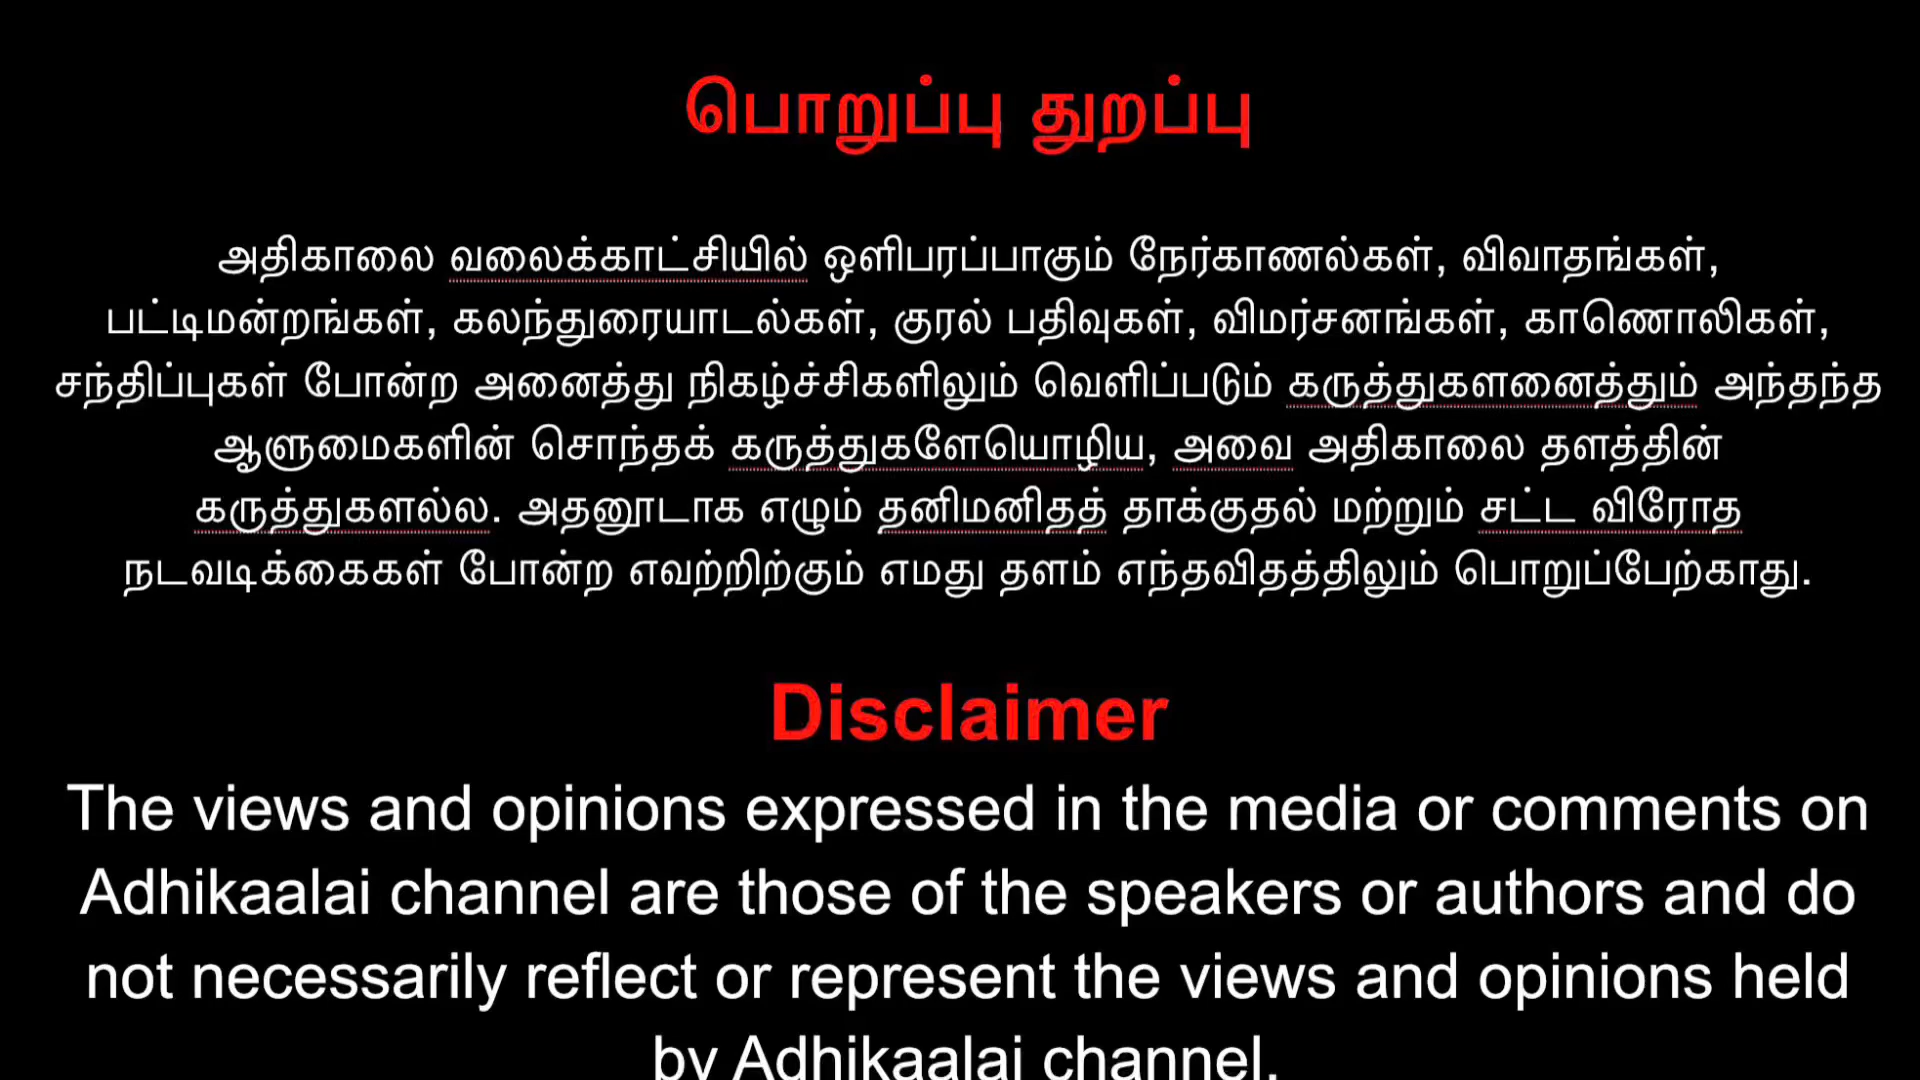 பொறுப்பு துறப்பு
அதிகாலை வலைக்காட்சியில் ஒளிபரப்பாகும் நேர்காணல்கள், விவாதங்கள்,
பட்டிமன்றங்கள், கலந்துரையாடல்கள், குரல் பதிவுகள், விமர்சனங்கள், காணொலிகள்,
சந்திப்புகள் போன்ற அனைத்து நிகழ்ச்சிகளிலும் வெளிப்படும் கருத்துகளனைத்தும் அந்தந்த
ஆளுமைகளின் சொந்தக் கருத்துகளேயொழிய, அவை அதிகாலை தளத்தின்
கருத்துகளல்ல. அதனூடாக எழும் தனிமனிதத் தாக்குதல் மற்றும் சட்ட விரோத
நடவடிக்கைகள் போன்ற எவற்றிற்கும் எமது தளம் எந்தவிதத்திலும் பொறுப்பேற்காது.
Disclaimer
The views and opinions expressed in the media or comments on
Adhikaalai channel are those of the speakers or authors and do
not necessarily reflect or represent the views and opinions held
by Adhikaalai channel.